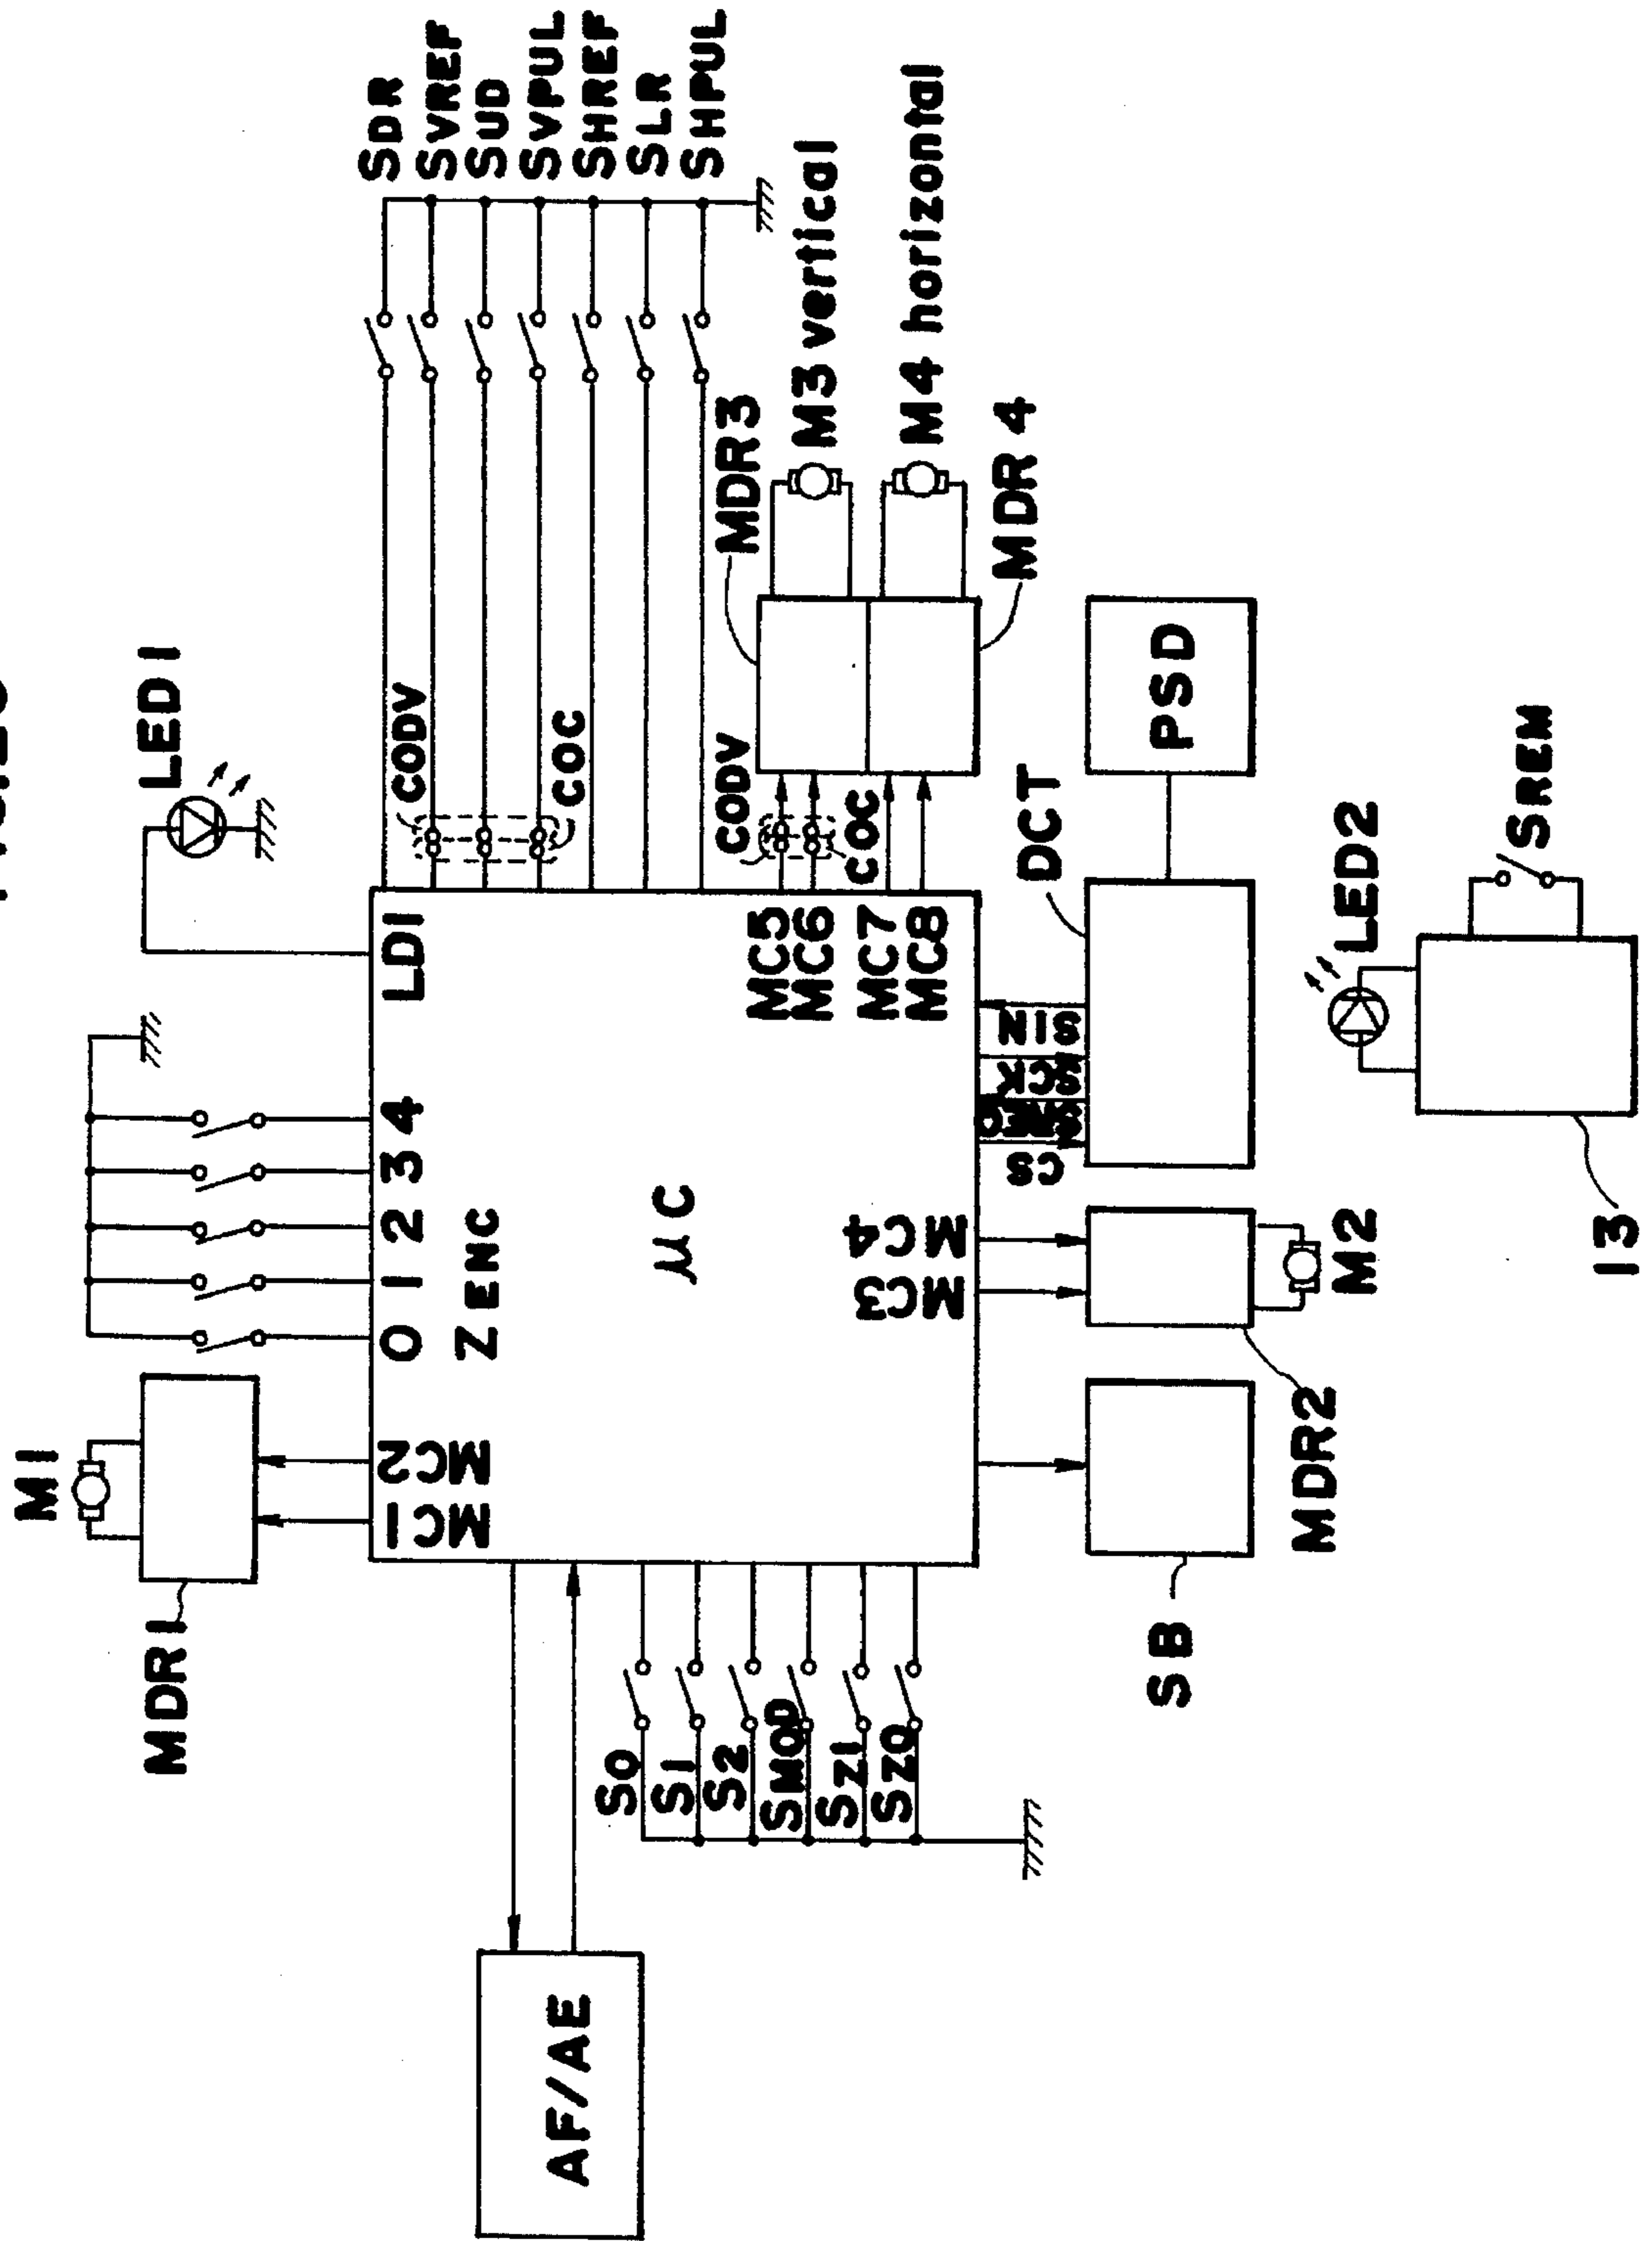 LED1
M1
MDR1
MC1
MC2
0
1
2
3
4
Z ENC
LD1
SDR
SVREF
SUD
SVPUL
SHREF
SLR
SHPUL
CODV
COC
CODV
COC
MC5
MC6
MC7
MC8
MDR3
M3 vertical
M4 horizontal
MDR4
μC
AF/AE
S0
S1
S2
SMOD
SZ1
SZ0
MC3
MC4
CS
SCK
SIN
DCT
PSD
SB
MDR2
M2
LED2
SREM
13